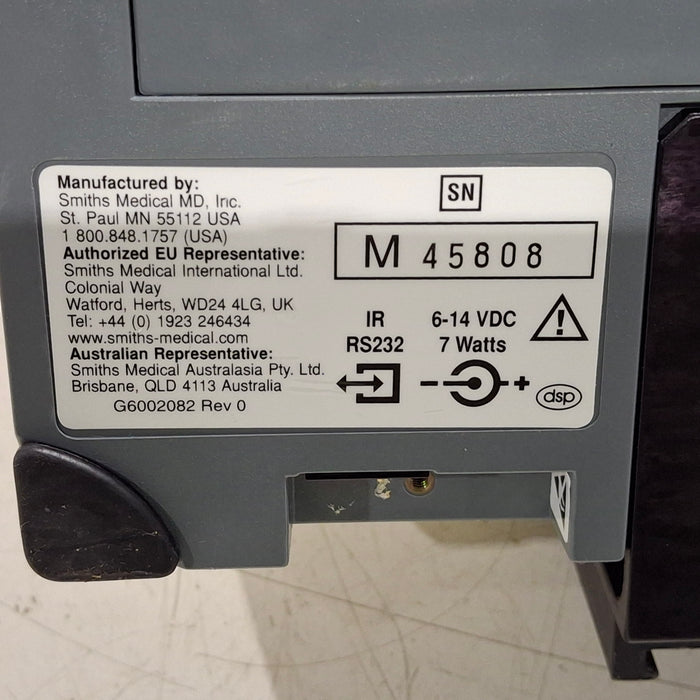 Manufactured by:
Smiths Medical MD, Inc.
St. Paul MN 55112 USA
1 800.848.1757 (USA)
Authorized EU Representative:
Smiths Medical International Ltd.
Colonial Way
Watford, Herts, WD24 4LG, UK
Tel: +44 (0) 1923 246434
www.smiths-medical.com
Australian Representative:
Smiths Medical Australasia Pty. Ltd.
Brisbane, QLD 4113 Australia
G6002082 Rev 0
SN
M 45808
IR
RS232
6-14 VDC
7 Watts
dsp